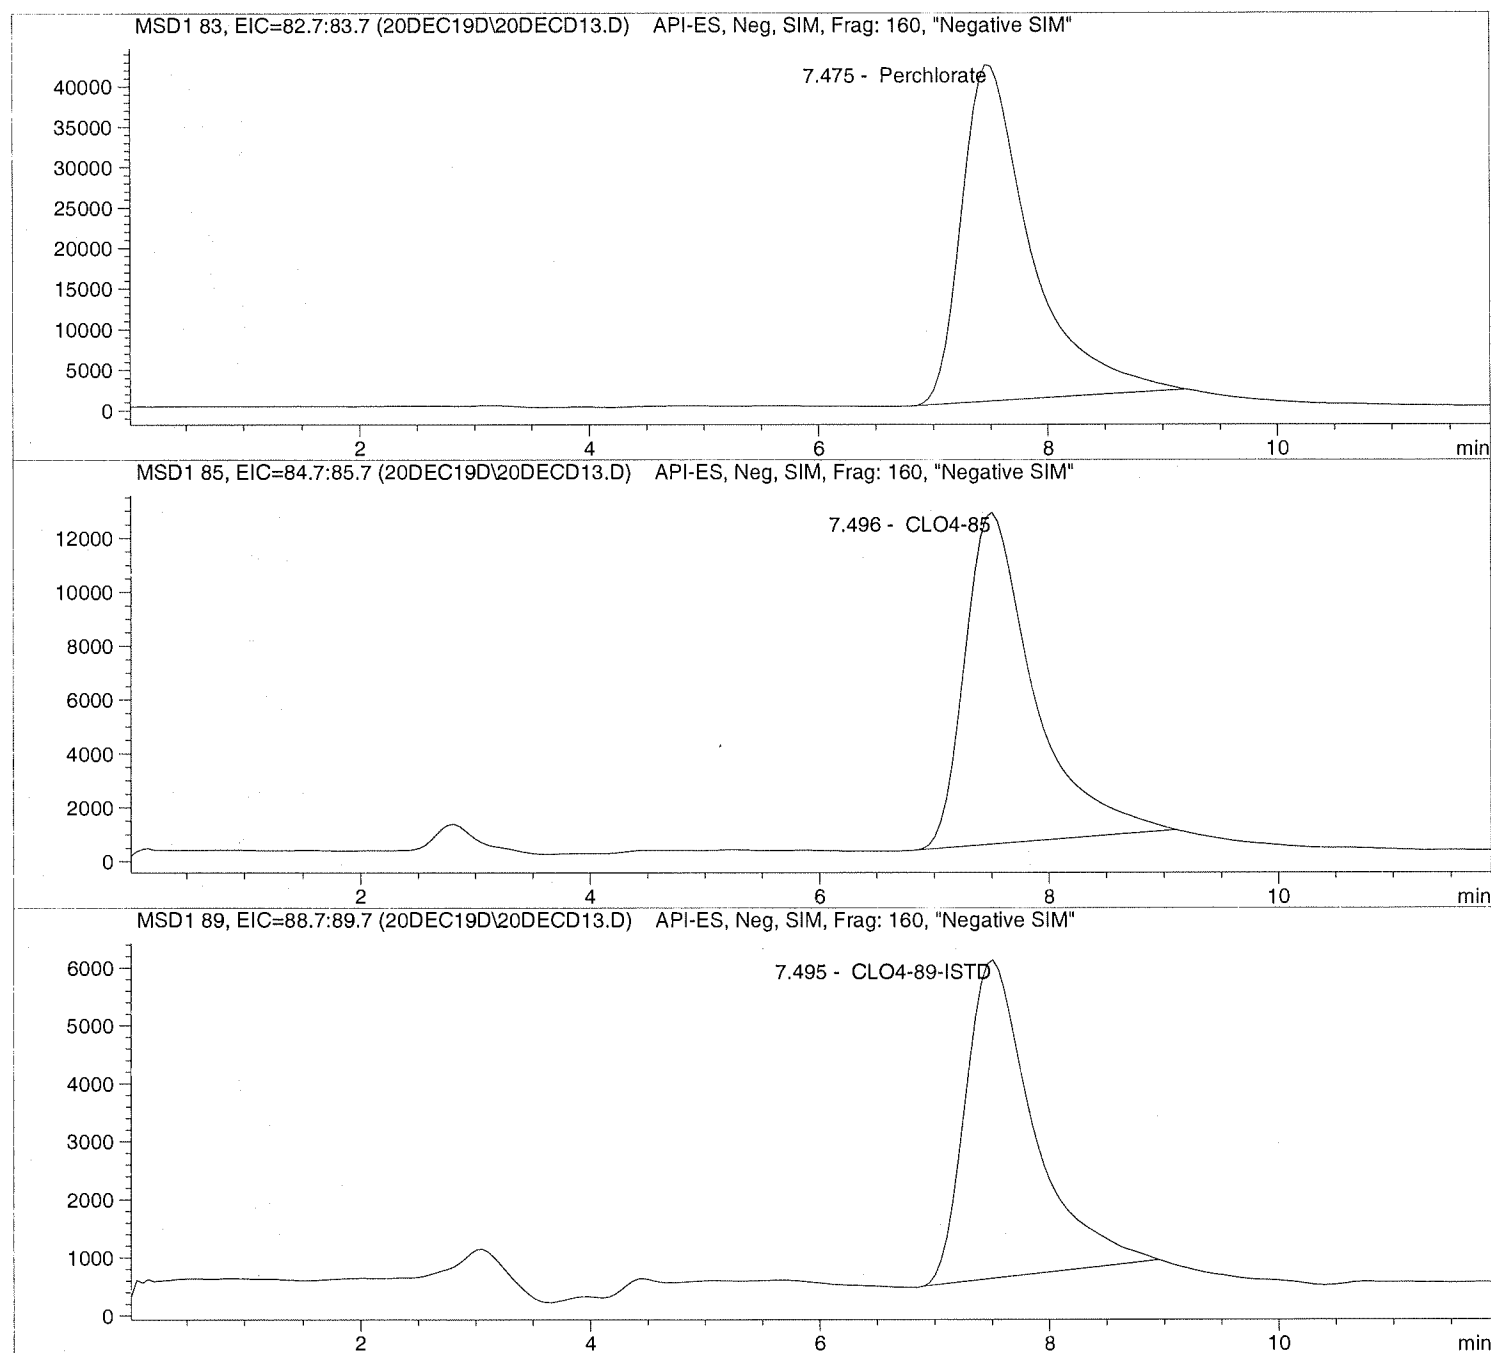 MSD1 83, EIC=82.7:83.7 (20DEC19D\20DECD13.D) API-ES, Neg, SIM, Frag: 160, "Negative SIM"
7.475 - Perchlorate
40000
35000
30000
25000
20000
15000
10000
5000
0
2 4 6 8 10 min
MSD1 85, EIC=84.7:85.7 (20DEC19D\20DECD13.D) API-ES, Neg, SIM, Frag: 160, "Negative SIM"
7.496 - CLO4-85
12000
10000
8000
6000
4000
2000
0
2 4 6 8 10 min
MSD1 89, EIC=88.7:89.7 (20DEC19D\20DECD13.D) API-ES, Neg, SIM, Frag: 160, "Negative SIM"
7.495 - CLO4-89-ISTD
6000
5000
4000
3000
2000
1000
0
2 4 6 8 10 min